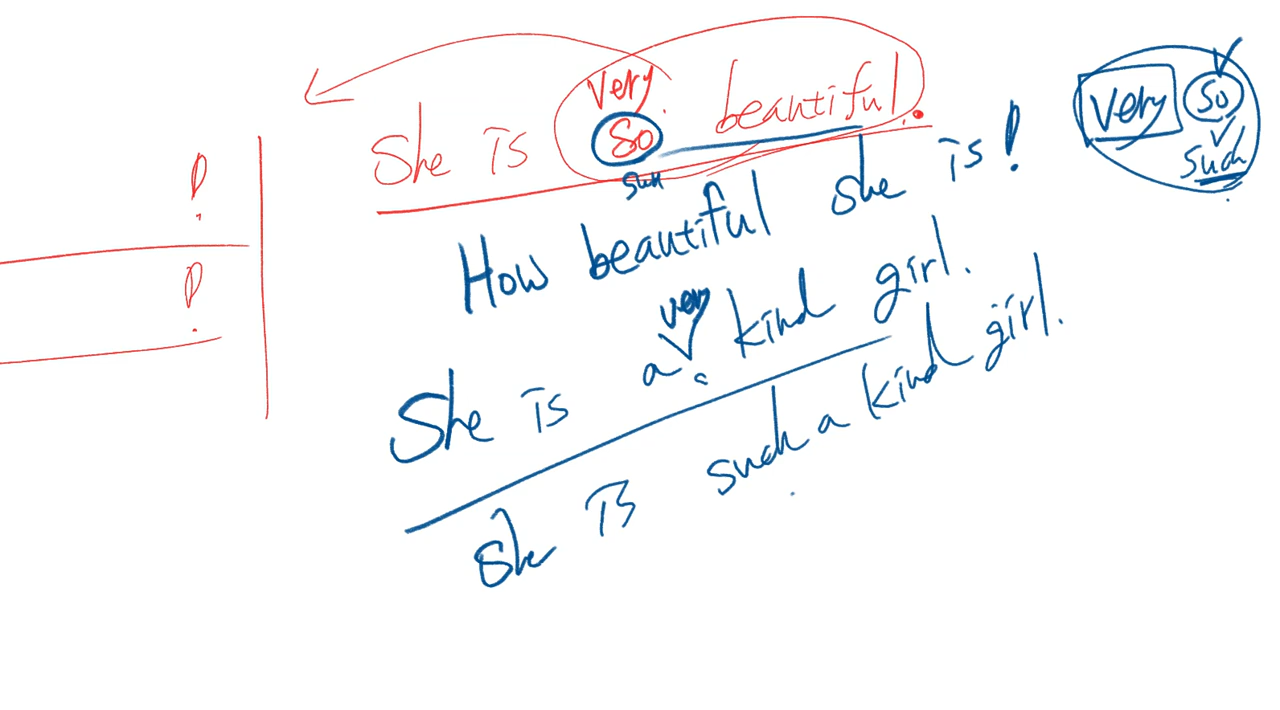 !
!
very
She is so beautiful.
such
How beautiful she is!
very
She is a kind girl.
She is such a kind girl.
very so
such